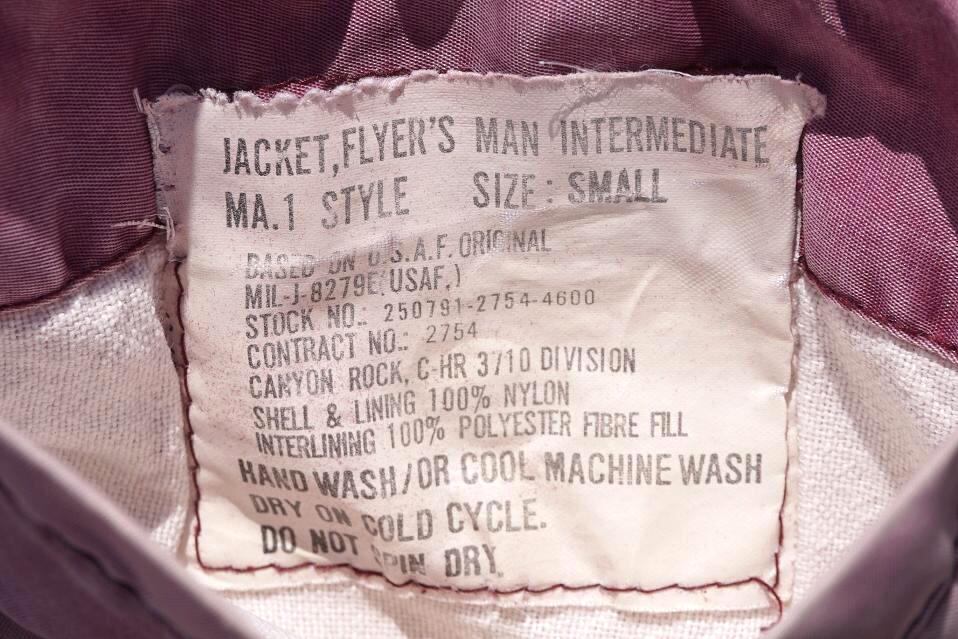 JACKET,FLYER'S MAN INTERMEDIATE
MA.1 STYLE SIZE: SMALL
BASED ON U.S.A.F. ORIGINAL
MIL-J-8279E(USAF,)
STOCK NO.: 250791-2754-4600
CONTRACT NO.: 2754
CANYON ROCK, C-HR 3710 DIVISION
SHELL & LINING 100% NYLON
INTERLINING 100% POLYESTER FIBRE FILL
HAND WASH/OR COOL MACHINE WASH
DRY ON COLD CYCLE.
DO NOT SPIN DRY.